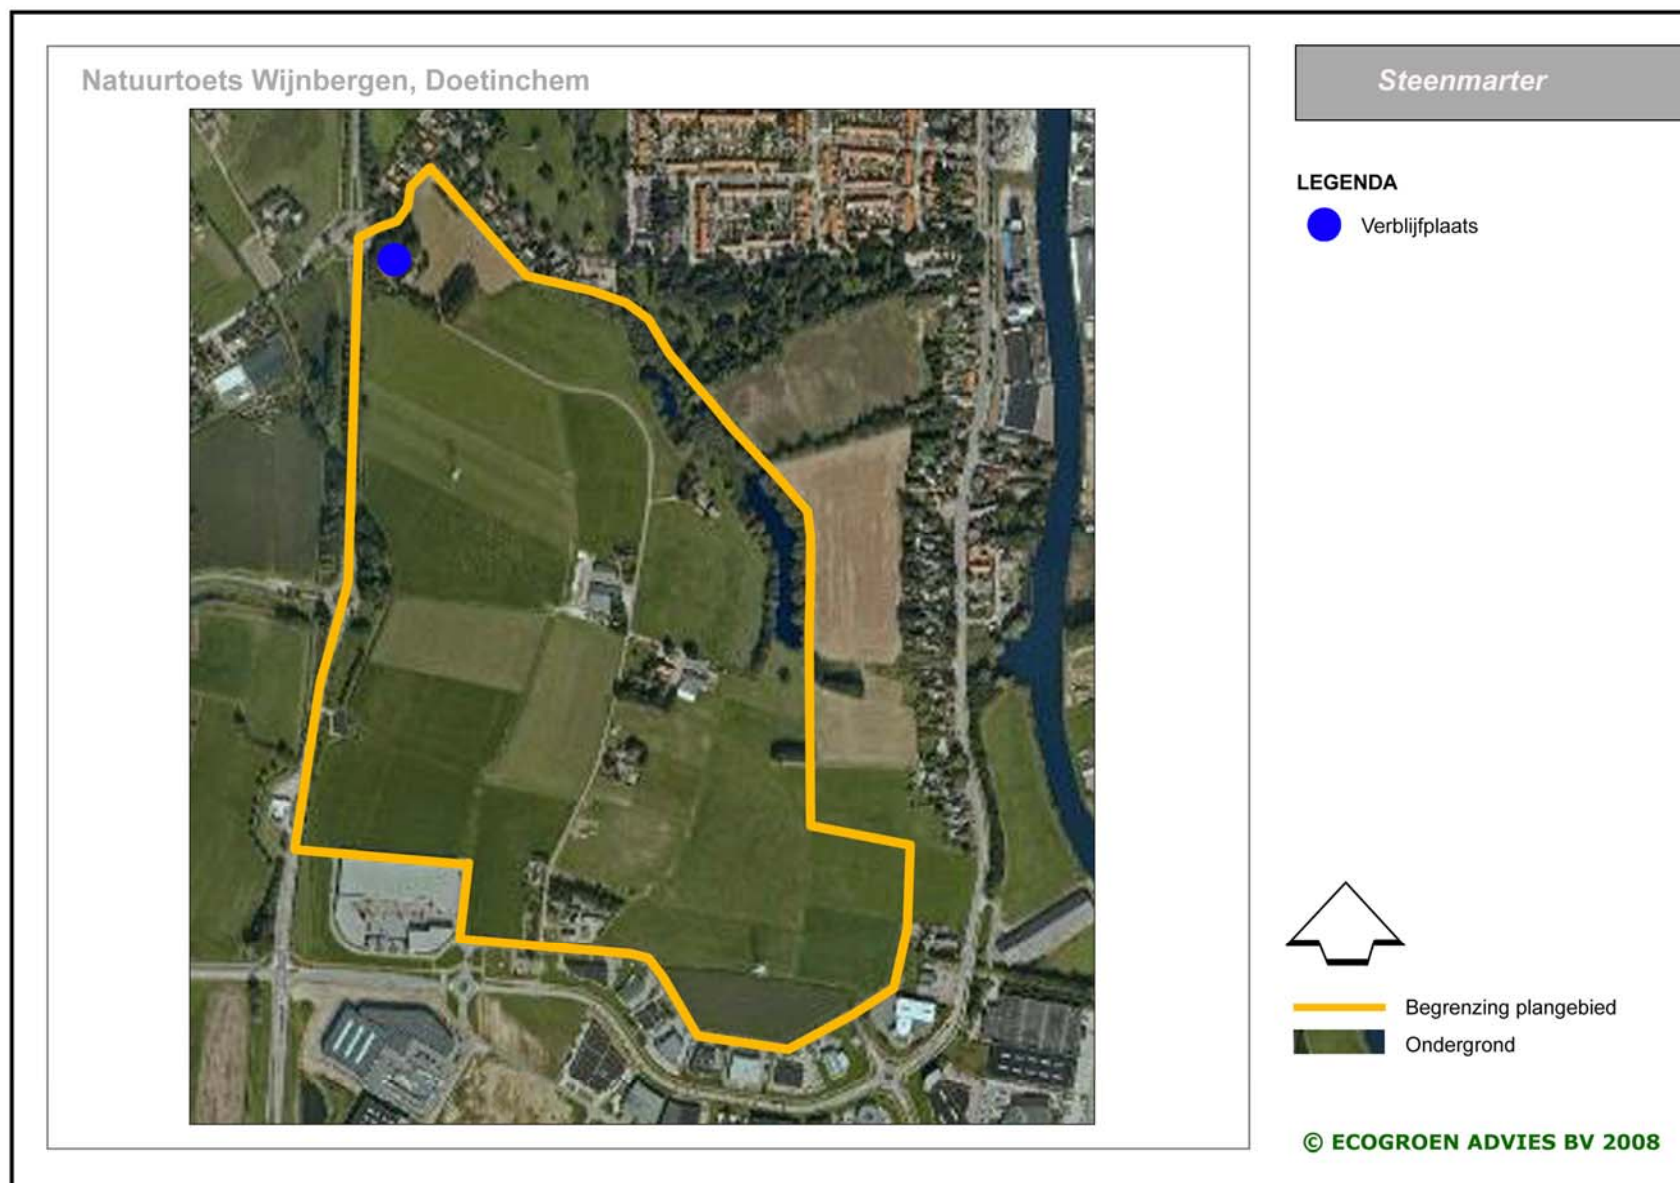 Natuurtoets Wijnbergen, Doetinchem
Steenmarter
LEGENDA
Verblijfplaats
Begrenzing plangebied
Ondergrond
© ECOGROEN ADVIES BV 2008